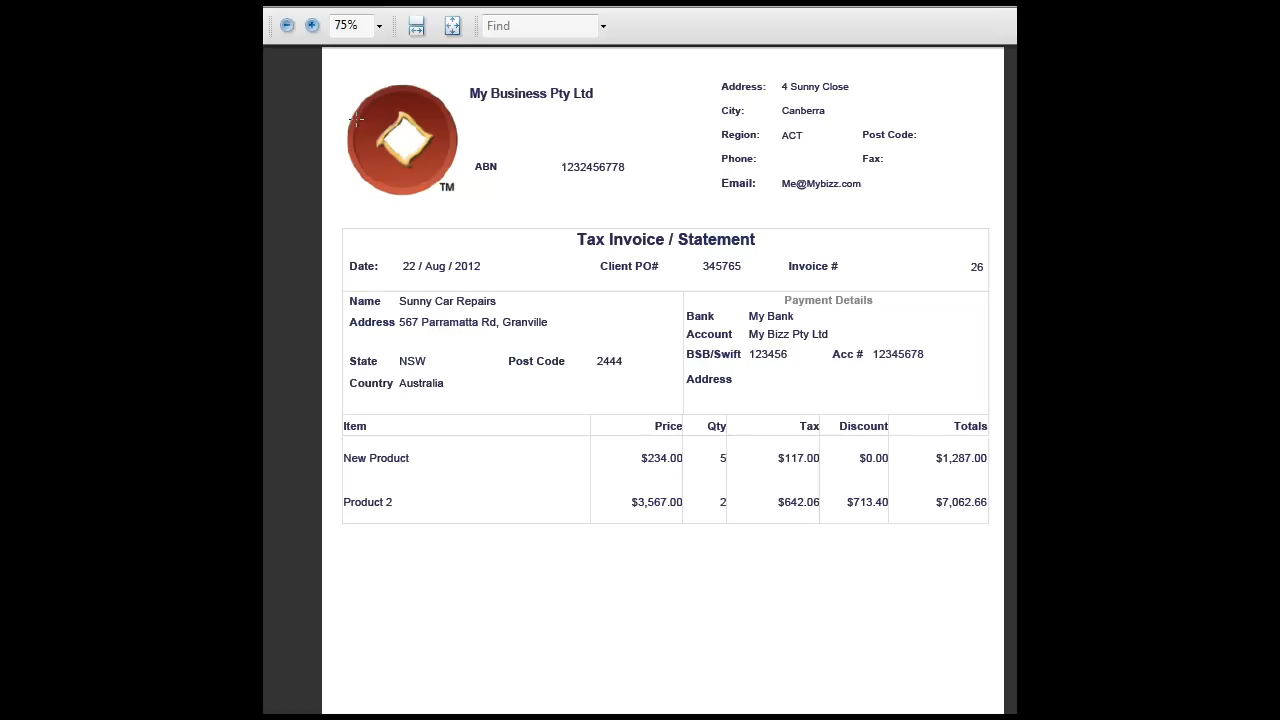 75%
Find
My Business Pty Ltd
Address: 4 Sunny Close
City: Canberra
Region: ACT Post Code:
Phone: Fax:
ABN 1232456778
Email: Me@Mybizz.com
TM
Tax Invoice / Statement
Date: 22 / Aug / 2012 Client PO# 345765 Invoice # 26
Name Sunny Car Repairs
Address 567 Parramatta Rd, Granville
State NSW Post Code 2444
Country Australia
Payment Details
Bank My Bank
Account My Bizz Pty Ltd
BSB/Swift 123456 Acc # 12345678
Address
Item Price Qty Tax Discount Totals
New Product $234.00 5 $117.00 $0.00 $1,287.00
Product 2 $3,567.00 2 $642.06 $713.40 $7,062.66